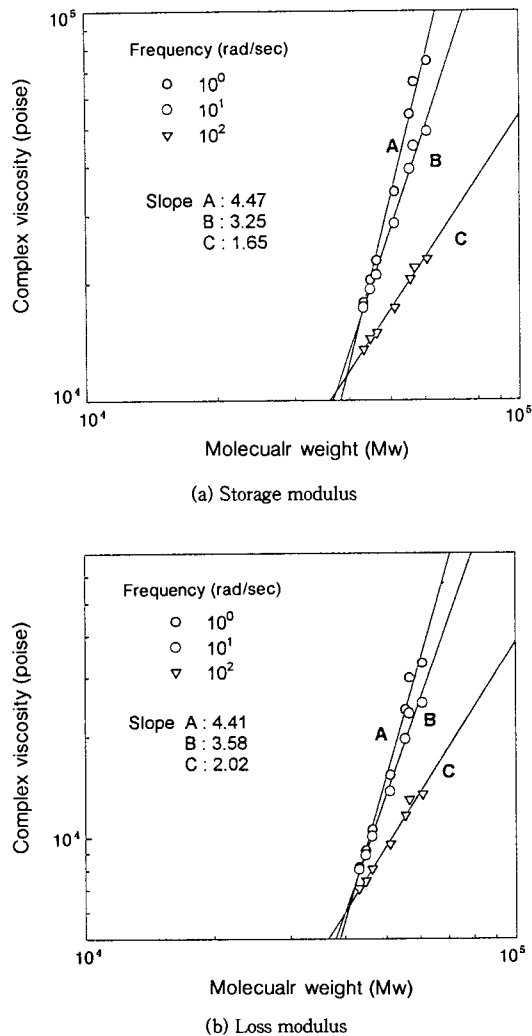 10⁵
Frequency (rad/sec)
10⁰
10¹
10²
Slope A : 4.47
B : 3.25
C : 1.65
A
B
C
Complex viscosity (poise)
10⁴
10⁴
10⁵
Molecualr weight (Mw)
(a) Storage modulus
Frequency (rad/sec)
10⁰
10¹
10²
Slope A : 4.41
B : 3.58
C : 2.02
A
B
C
Complex viscosity (poise)
10⁴
10⁴
10⁵
Molecualr weight (Mw)
(b) Loss modulus